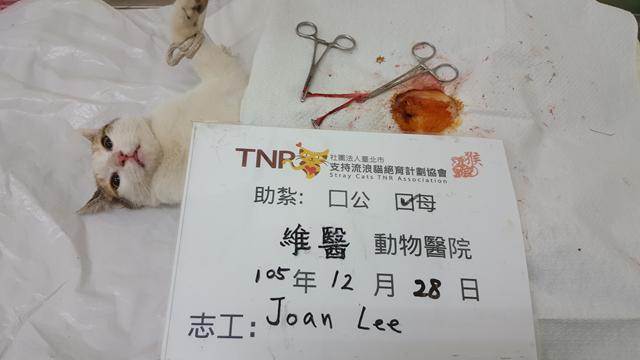 TNR 社團法人臺北市
支持流浪貓絕育計劃協會
Stray Cats TNR Association
助紮: □公 ☑母
維醫 動物醫院
105年 12 月 28 日
志工: Joan Lee